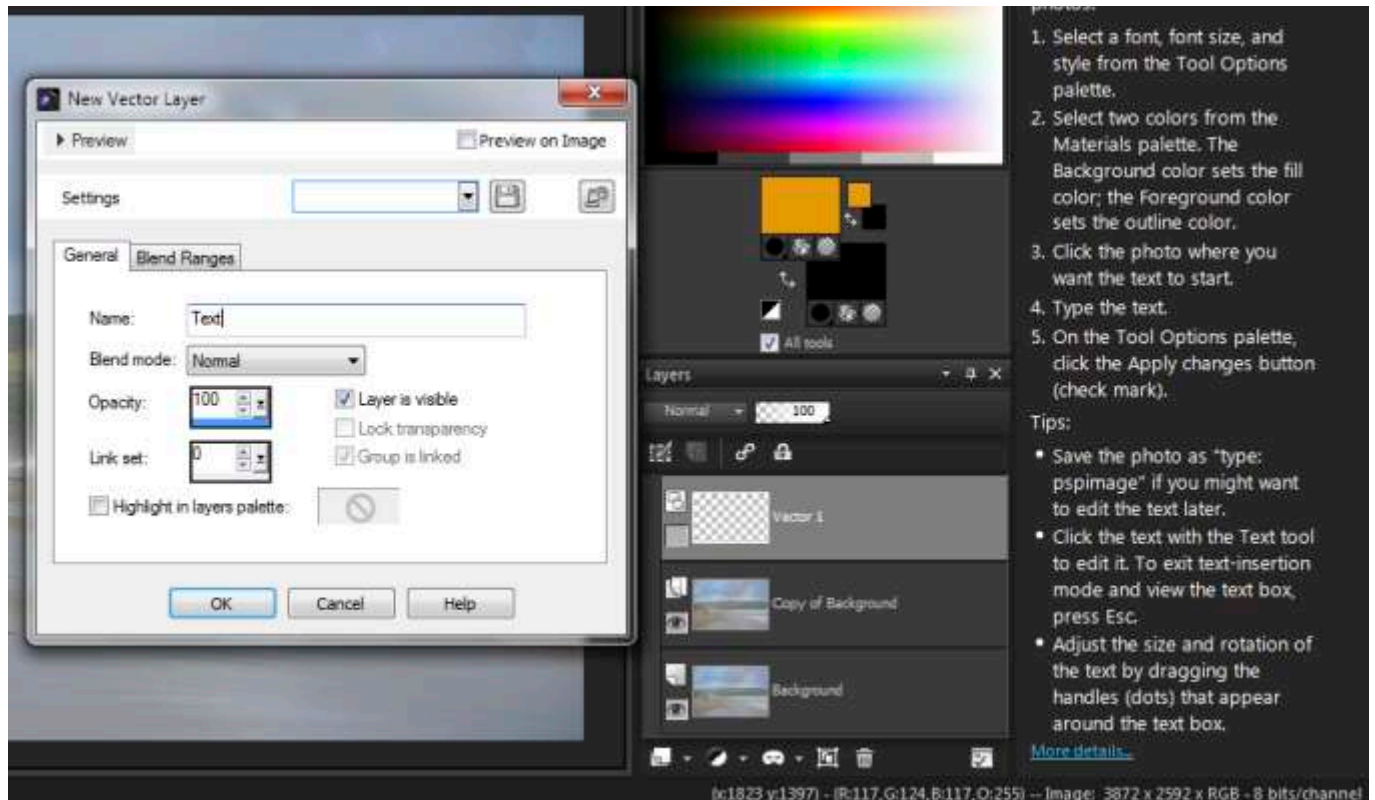 New Vector Layer
Preview
Preview on Image
Settings
General
Blend Ranges
Name:
Text
Blend mode:
Normal
Opacity:
100
Layer is visible
Lock transparency
Link set:
0
Group is linked
Highlight in layers palette:
OK
Cancel
Help
All tools
Layers
Normal
100
Vector 1
Copy of Background
Background
photos:
1. Select a font, font size, and
style from the Tool Options
palette.
2. Select two colors from the
Materials palette. The
Background color sets the fill
color; the Foreground color
sets the outline color.
3. Click the photo where you
want the text to start.
4. Type the text.
5. On the Tool Options palette,
click the Apply changes button
(check mark).
Tips:
▪ Save the photo as "type:
pspimage" if you might want
to edit the text later.
▪ Click the text with the Text tool
to edit it. To exit text-insertion
mode and view the text box,
press Esc.
▪ Adjust the size and rotation of
the text by dragging the
handles (dots) that appear
around the text box.
More details...
(x:1823 y:1397) - (R:117,G:124,B:117,O:255) -- Image: 3872 x 2592 x RGB - 8 bits/channel